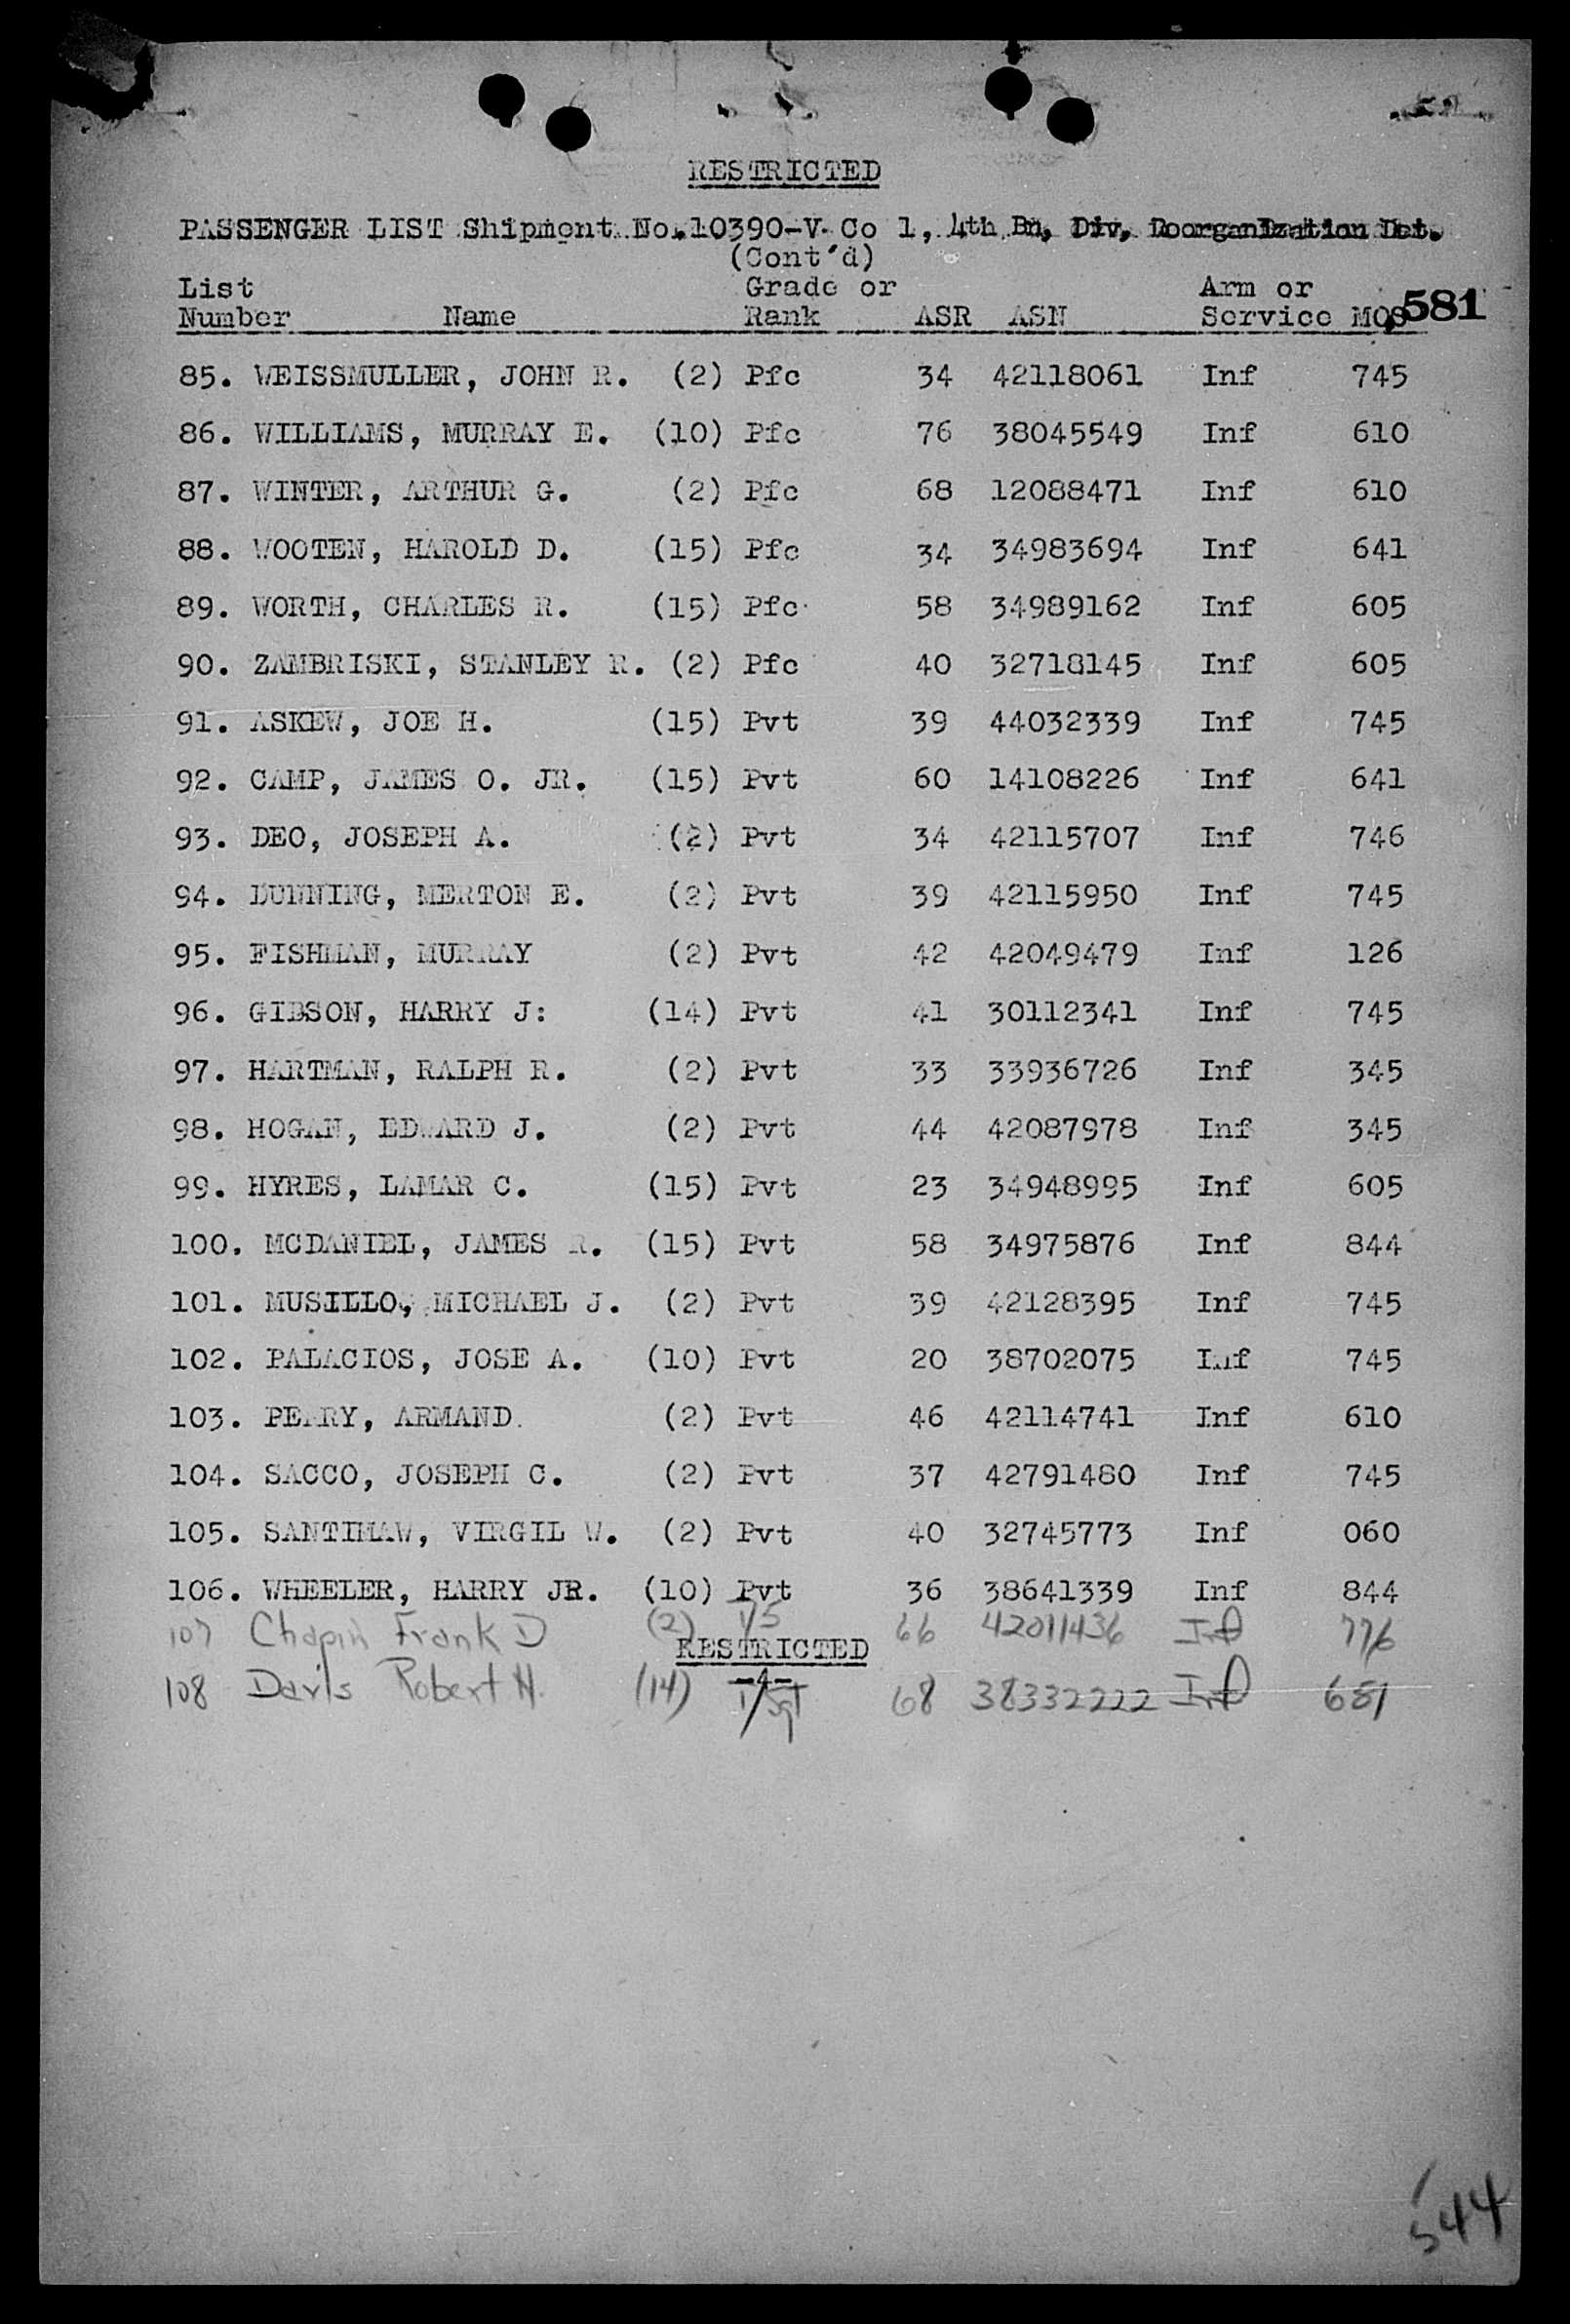 RESTRICTED
PASSENGER LIST Shipment No. 10390-V. Co 1, 4th Bn, Div,
(Cont'd)
List Grade or Arm or
Number Name Rank ASR ASN Service MOS 581
85. WEISSMULLER, JOHN R. (2) Pfc 34 42118061 Inf 745
86. WILLIAMS, MURRAY E. (10) Pfc 76 38045549 Inf 610
87. WINTER, ARTHUR G. (2) Pfc 68 12088471 Inf 610
88. WOOTEN, HAROLD D. (15) Pfc 34 34983694 Inf 641
89. WORTH, CHARLES R. (15) Pfc 58 34989162 Inf 605
90. ZAMBRISKI, STANLEY R. (2) Pfc 40 32718145 Inf 605
91. ASKEW, JOE H. (15) Pvt 39 44032339 Inf 745
92. CAMP, JAMES O. JR. (15) Pvt 60 14108226 Inf 641
93. DEO, JOSEPH A. (2) Pvt 34 42115707 Inf 746
94. DUNNING, MERTON E. (2) Pvt 39 42115950 Inf 745
95. FISHMAN, MURRAY (2) Pvt 42 42049479 Inf 126
96. GIBSON, HARRY J: (14) Pvt 41 30112341 Inf 745
97. HARTMAN, RALPH R. (2) Pvt 33 33936726 Inf 345
98. HOGAN, EDWARD J. (2) Pvt 44 42087978 Inf 345
99. HYRES, LAMAR C. (15) Pvt 23 34948995 Inf 605
100. MCDANIEL, JAMES R. (15) Pvt 58 34975876 Inf 844
101. MUSILLO, MICHAEL J. (2) Pvt 39 42128395 Inf 745
102. PALACIOS, JOSE A. (10) Pvt 20 38702075 Inf 745
103. PERRY, ARMAND. (2) Pvt 46 42114741 Inf 610
104. SACCO, JOSEPH C. (2) Pvt 37 42791480 Inf 745
105. SANTIMAW, VIRGIL W. (2) Pvt 40 32745773 Inf 060
106. WHEELER, HARRY JR. (10) Pvt 36 38641339 Inf 844
107 Chapin Frank D (2) T/5 66 42011436 Inf 776
RESTRICTED
-4-
108 Davis Robert H. (14) T/Sgt 68 38332222 Inf 651
544